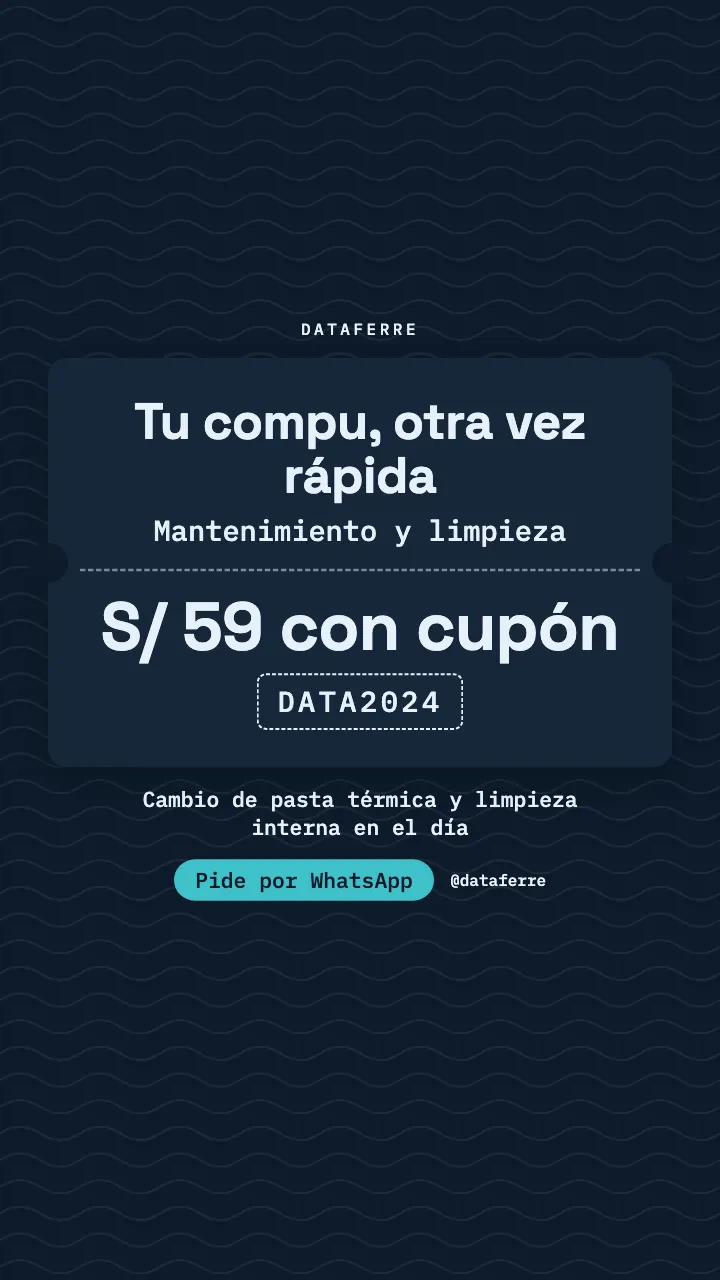 DATAFERRE
Tu compu, otra vez
rápida
Mantenimiento y limpieza
S/ 59 con cupón
DATA2024
Cambio de pasta térmica y limpieza
interna en el día
Pide por WhatsApp @dataferre